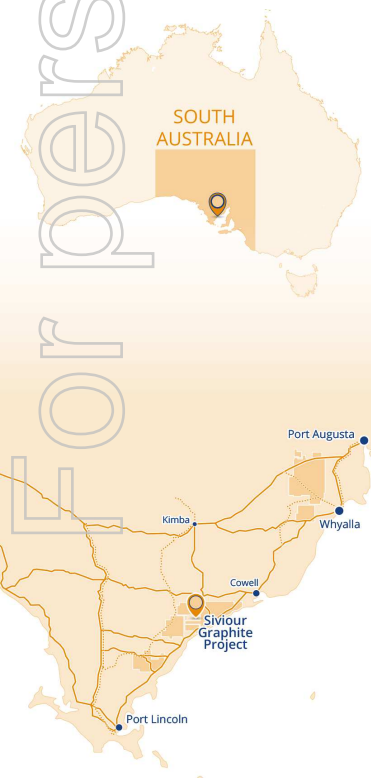 SOUTH
AUSTRALIA
For pers
Port Augusta
Whyalla
Kimba
Cowell
Siviour
Graphite
Project
Port Lincoln